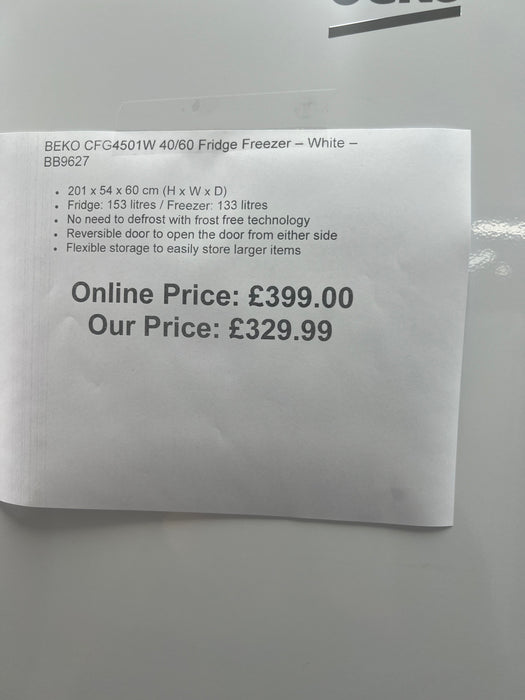 BEKO CFG4501W 40/60 Fridge Freezer – White –
BB9627
• 201 x 54 x 60 cm (H x W x D)
• Fridge: 153 litres / Freezer: 133 litres
• No need to defrost with frost free technology
• Reversible door to open the door from either side
• Flexible storage to easily store larger items
Online Price: £399.00
Our Price: £329.99